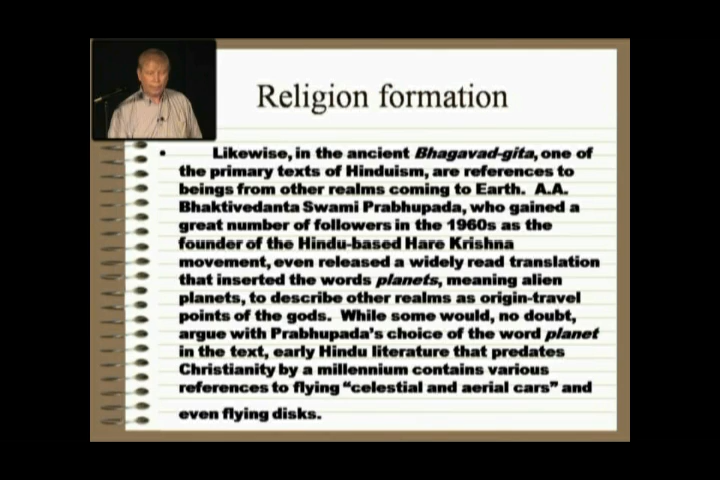 Religion formation
• Likewise, in the ancient Bhagavad-gita, one of
the primary texts of Hinduism, are references to
beings from other realms coming to Earth. A.A.
Bhaktivedanta Swami Prabhupada, who gained a
great number of followers in the 1960s as the
founder of the Hindu-based Hare Krishna
movement, even released a widely read translation
that inserted the words planets, meaning alien
planets, to describe other realms as origin-travel
points of the gods. While some would, no doubt,
argue with Prabhupada's choice of the word planet
in the text, early Hindu literature that predates
Christianity by a millennium contains various
references to flying “celestial and aerial cars” and
even flying disks.